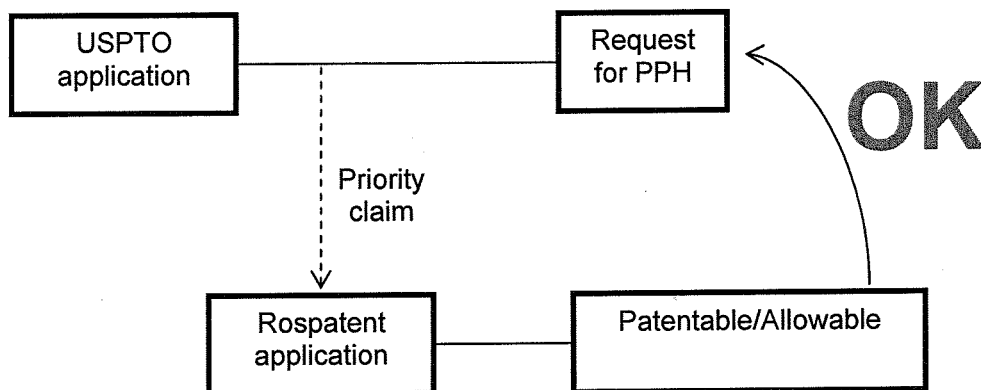 USPTO
application
Request
for PPH
OK
Priority
claim
Rospatent
application
Patentable/Allowable